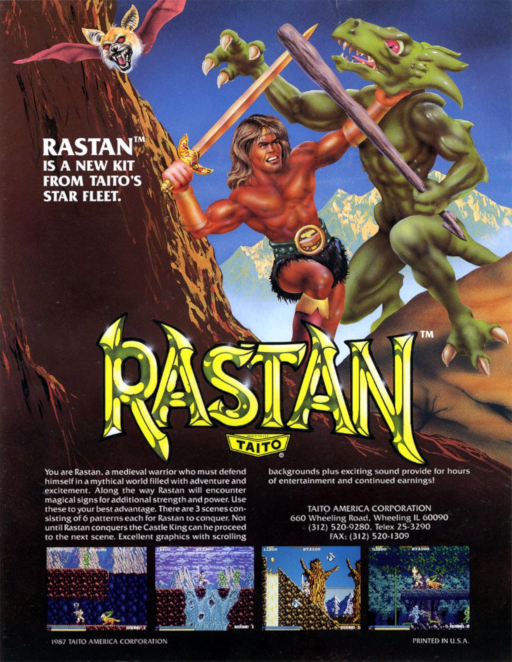 RASTAN™
IS A NEW KIT
FROM TAITO'S
STAR FLEET.
RASTAN™
TAITO®
You are Rastan, a medieval warrior who must defend
himself in a mythical world filled with adventure and
excitement. Along the way Rastan will encounter
magical signs for additional strength and power. Use
these to your best advantage. There are 3 scenes con-
sisting of 6 patterns each for Rastan to conquer. Not
until Rastan conquers the Castle King can he proceed
to the next scene. Excellent graphics with scrolling
backgrounds plus exciting sound provide for hours
of entertainment and continued earnings!
TAITO AMERICA CORPORATION
660 Wheeling Road, Wheeling IL 60090
(312) 520-9280, Telex 25-3290
FAX: (312) 520-1309
1987 TAITO AMERICA CORPORATION
PRINTED IN U.S.A.